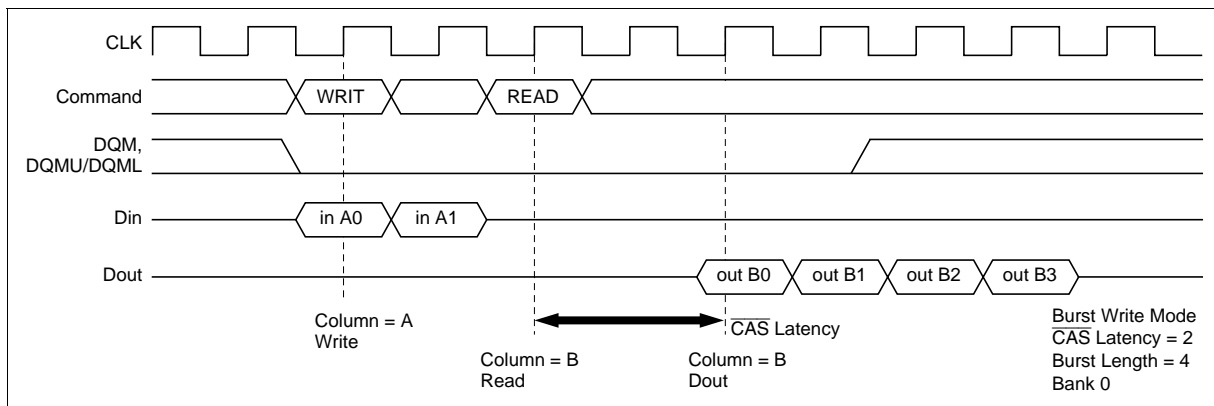 CLK
Command
WRIT
READ
DQM,
DQMU/DQML
Din
in A0
in A1
Dout
out B0
out B1
out B2
out B3
Column = A
Write
Column = B
Read
C̅A̅S̅ Latency
Column = B
Dout
Burst Write Mode
C̅A̅S̅ Latency = 2
Burst Length = 4
Bank 0